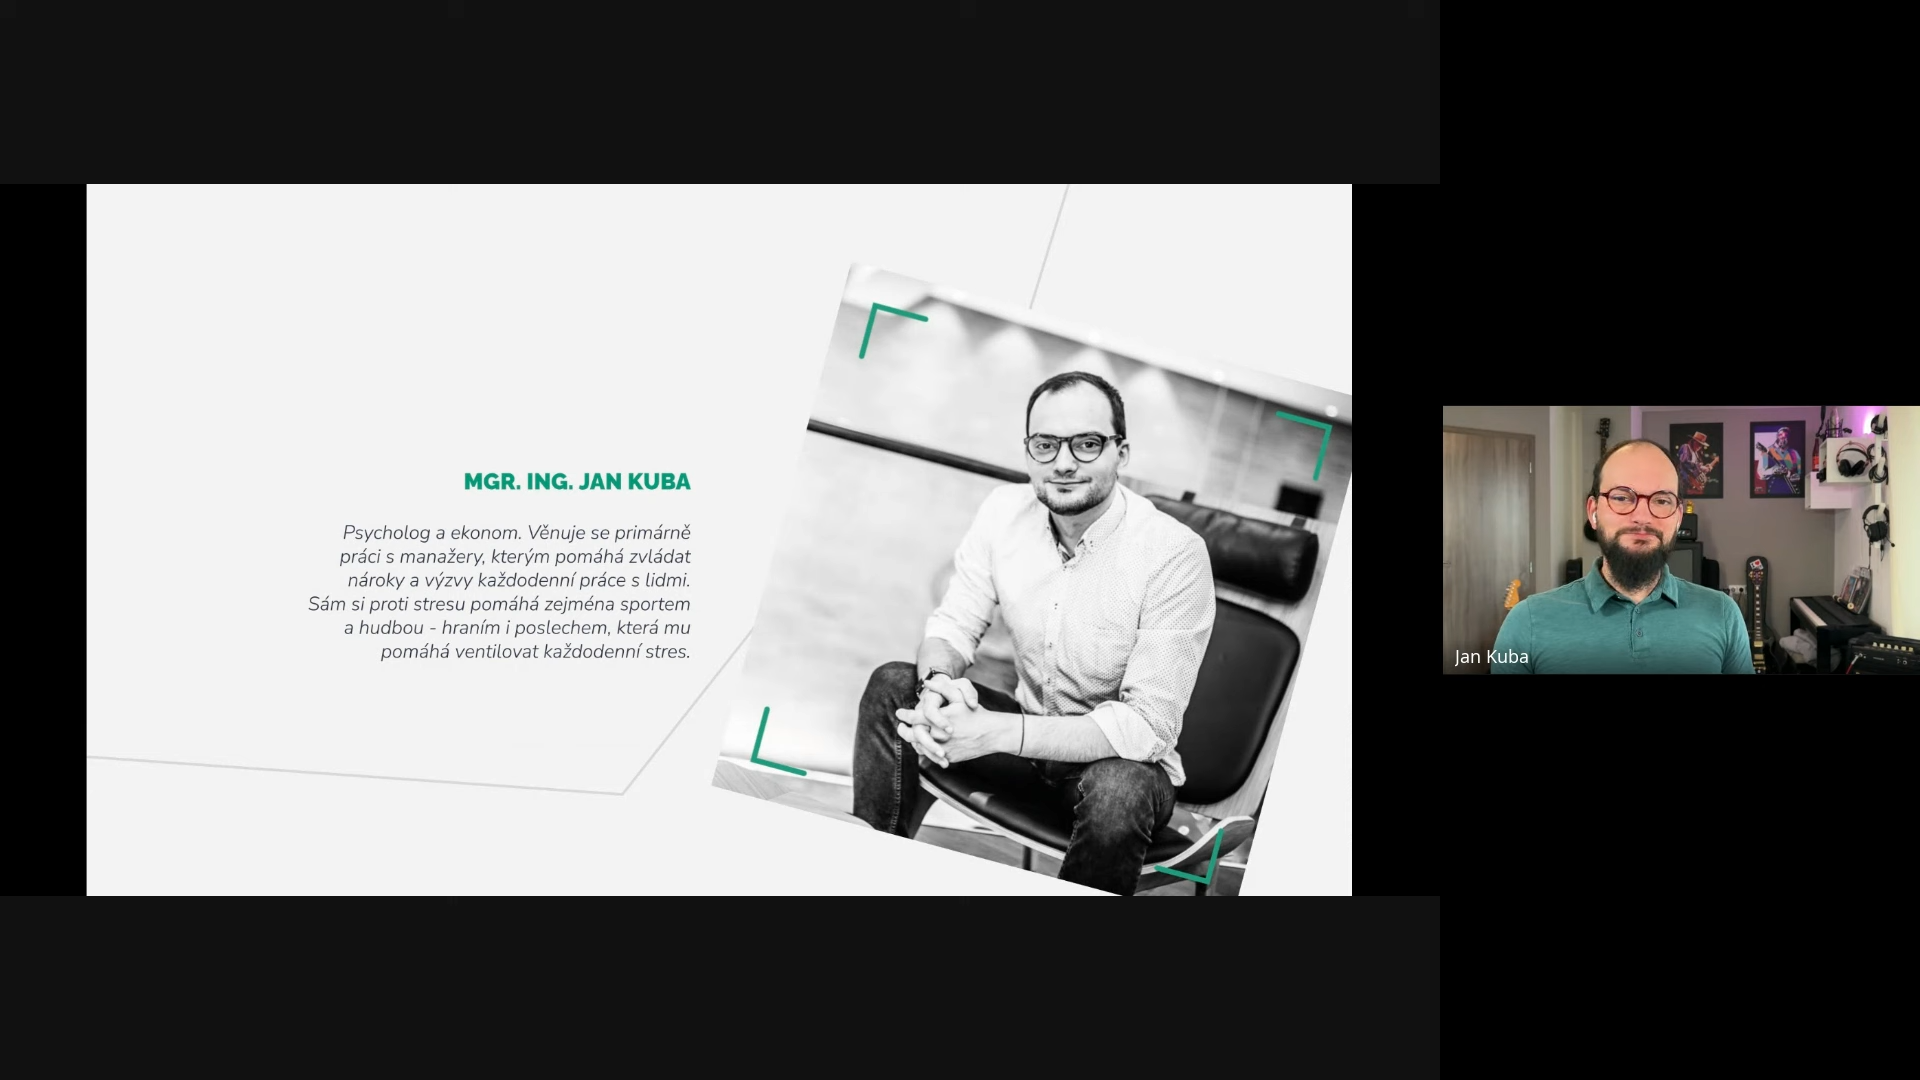 MGR. ING. JAN KUBA
Psycholog a ekonom. Věnuje se primárně
práci s manažery, kterým pomáhá zvládat
nároky a výzvy každodenní práce s lidmi.
Sám si proti stresu pomáhá zejména sportem
a hudbou - hraním i poslechem, která mu
pomáhá ventilovat každodenní stres.
Jan Kuba